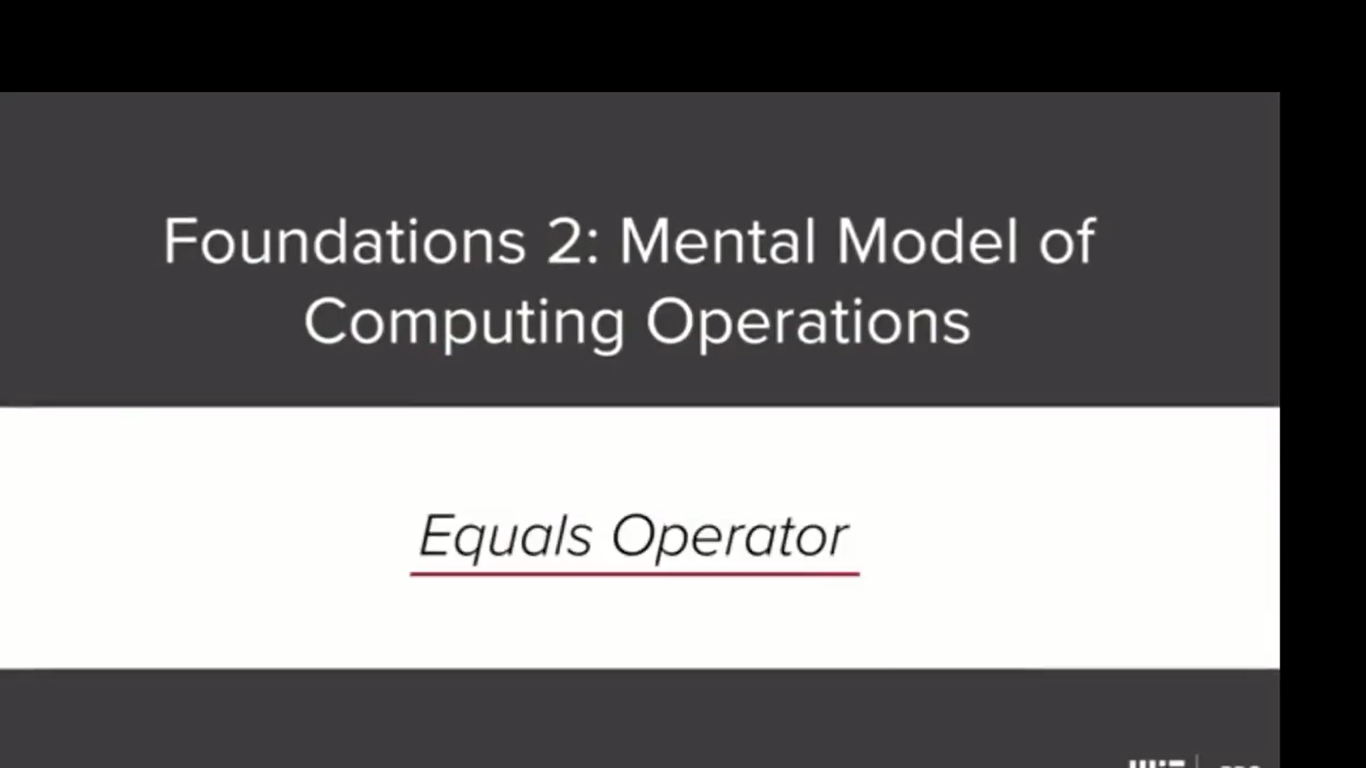 Foundations 2: Mental Model of
Computing Operations
Equals Operator